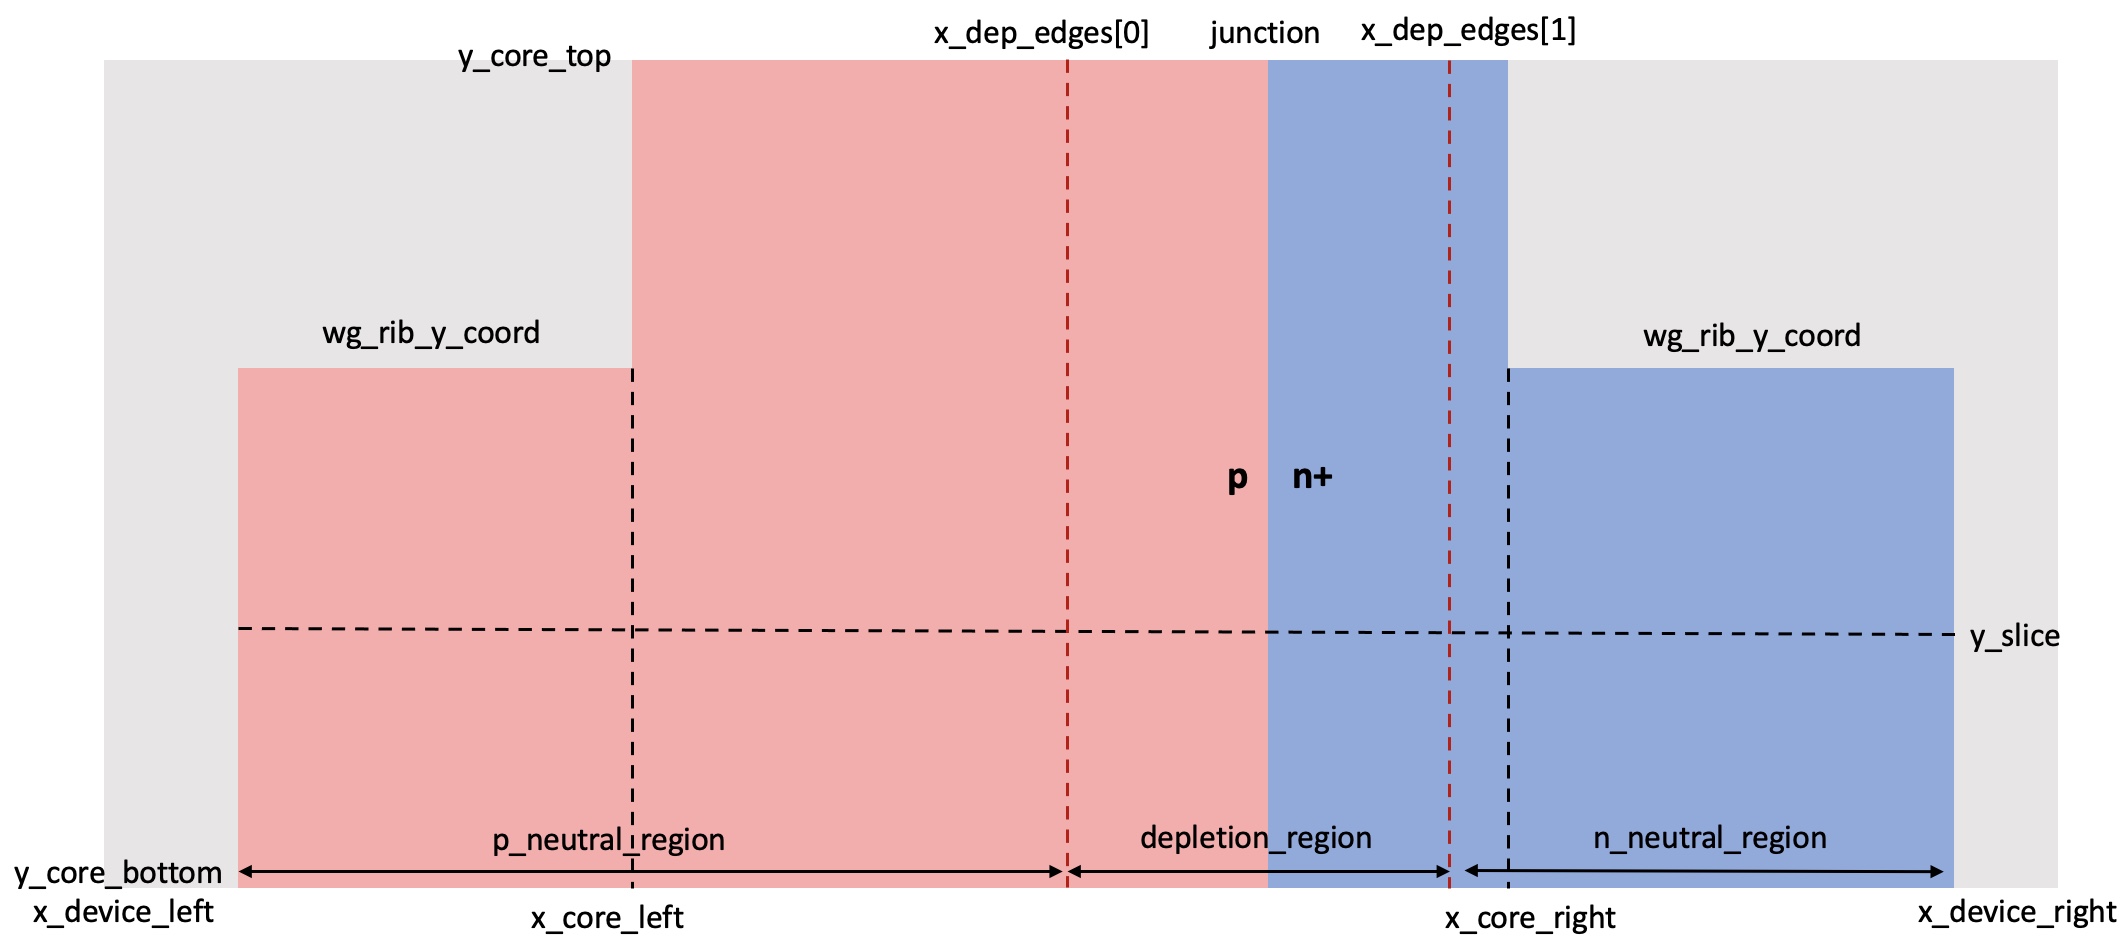 x_dep_edges[0]
junction
x_dep_edges[1]
y_core_top
wg_rib_y_coord
wg_rib_y_coord
p
n+
y_slice
p_neutral_region
depletion_region
n_neutral_region
y_core_bottom
x_device_left
x_core_left
x_core_right
x_device_right